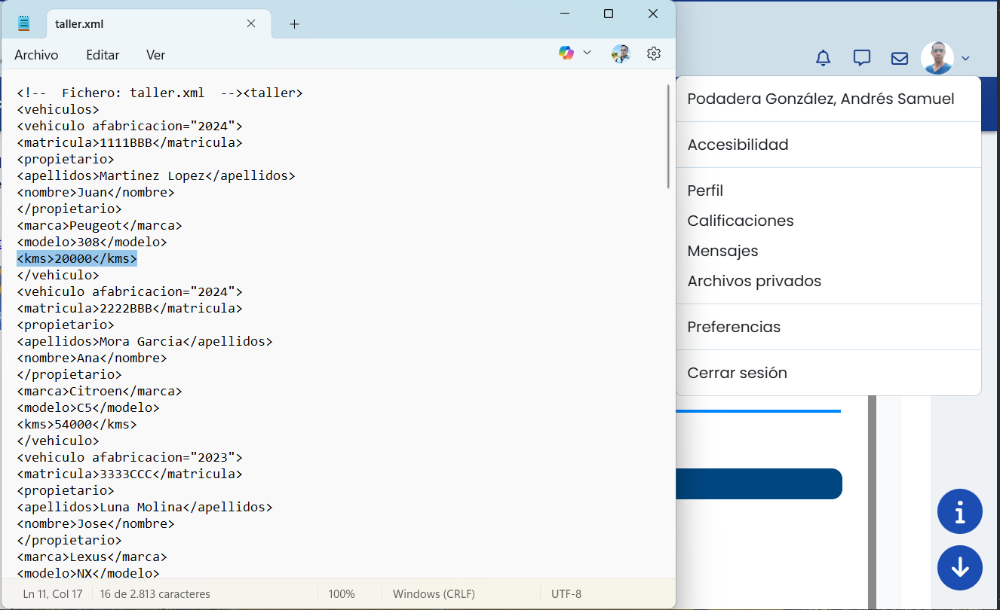 taller.xml
Archivo Editar Ver
<!--  Fichero: taller.xml  --><taller>
<vehiculos>
<vehiculo afabricacion="2024">
<matricula>1111BBB</matricula>
<propietario>
<apellidos>Martinez Lopez</apellidos>
<nombre>Juan</nombre>
</propietario>
<marca>Peugeot</marca>
<modelo>308</modelo>
<kms>20000</kms>
</vehiculo>
<vehiculo afabricacion="2024">
<matricula>2222BBB</matricula>
<propietario>
<apellidos>Mora Garcia</apellidos>
<nombre>Ana</nombre>
</propietario>
<marca>Citroen</marca>
<modelo>C5</modelo>
<kms>54000</kms>
</vehiculo>
<vehiculo afabricacion="2023">
<matricula>3333CCC</matricula>
<propietario>
<apellidos>Luna Molina</apellidos>
<nombre>Jose</nombre>
</propietario>
<marca>Lexus</marca>
<modelo>NX</modelo>
Ln 11, Col 17 16 de 2.813 caracteres 100% Windows (CRLF) UTF-8
Podadera González, Andrés Samuel
Accesibilidad
Perfil
Calificaciones
Mensajes
Archivos privados
Preferencias
Cerrar sesión